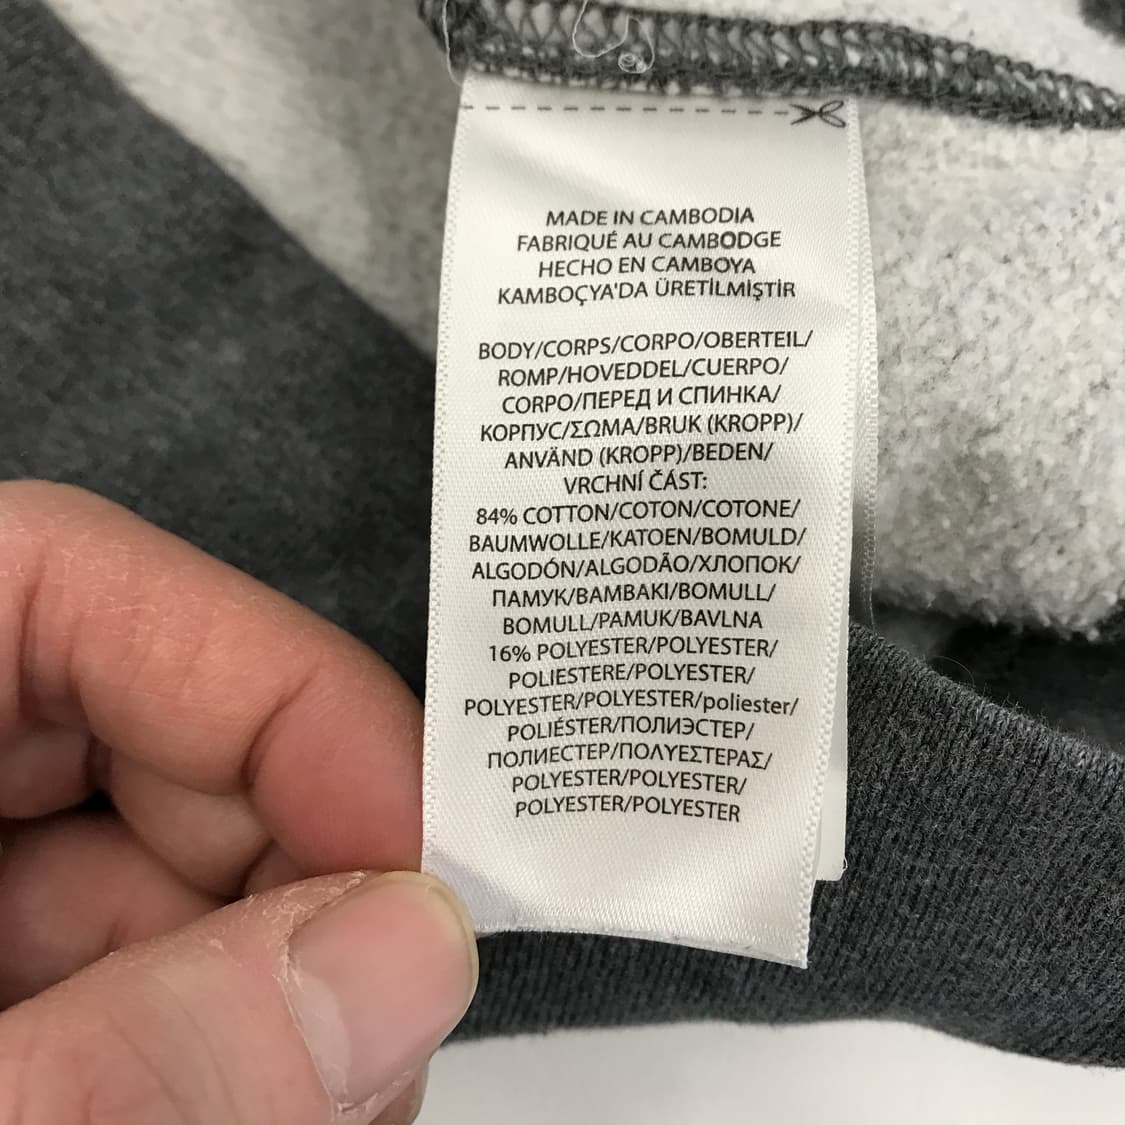 MADE IN CAMBODIA
FABRIQUÉ AU CAMBODGE
HECHO EN CAMBOYA
KAMBOÇYA'DA ÜRETİLMİŞTİR
BODY/CORPS/CORPO/OBERTEIL/
ROMP/HOVEDDEL/CUERPO/
CORPO/ПЕРЕД И СПИНКА/
КОРПУС/ΣΩΜΑ/BRUK (KROPP)/
ANVÄND (KROPP)/BEDEN/
VRCHNÍ ČÁST:
84% COTTON/COTON/COTONE/
BAUMWOLLE/KATOEN/BOMULD/
ALGODÓN/ALGODÃO/ХЛОПОК/
ПАМУК/ΒΑΜΒΑΚΙ/BOMULL/
BOMULL/PAMUK/BAVLNA
16% POLYESTER/POLYESTER/
POLIESTERE/POLYESTER/
POLYESTER/POLYESTER/poliester/
POLIÉSTER/ПОЛИЭСТЕР/
ПОЛИЕСТЕР/ΠΟΛΥΕΣΤΕΡΑΣ/
POLYESTER/POLYESTER/
POLYESTER/POLYESTER